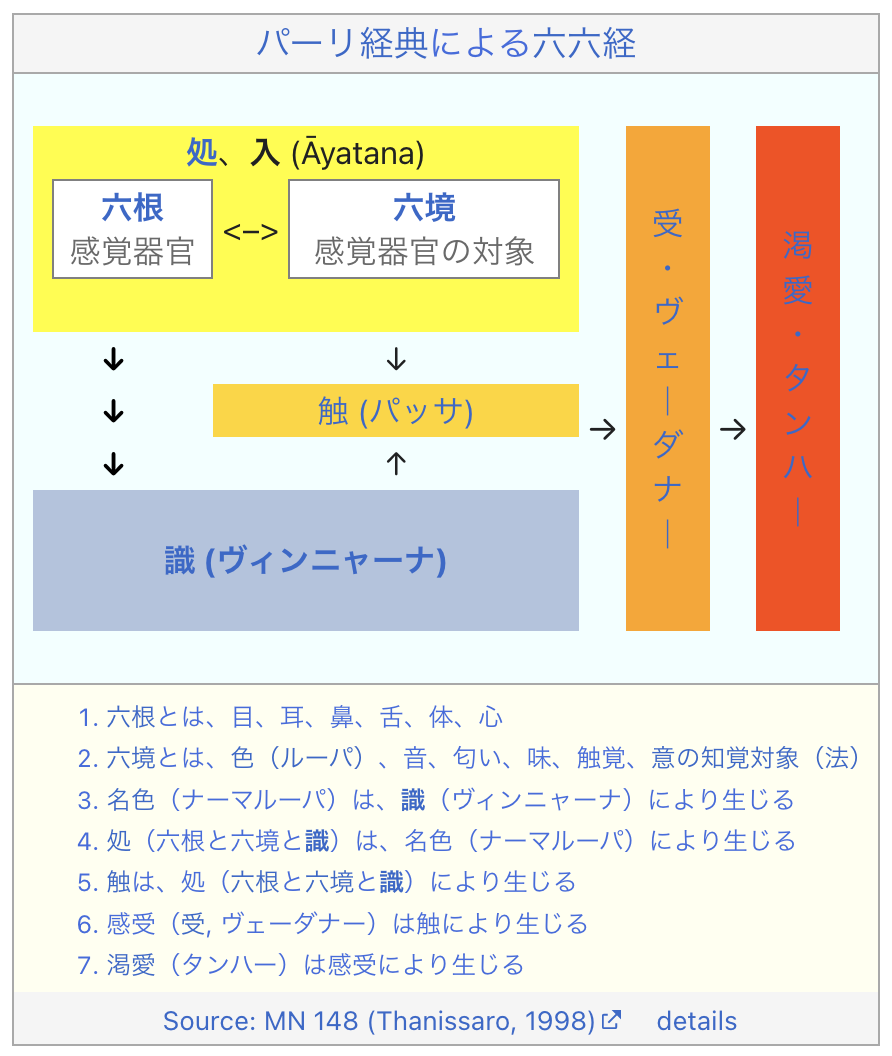 パーリ経典による六六経
処、入 (Āyatana)
六根
感覚器官
<–>
六境
感覚器官の対象
↓
↓
↓
↓
触 (パッサ)
↑
識 (ヴィンニャーナ)
→
受・ヴェーダナー
→
渇愛・タンハー
1. 六根とは、目、耳、鼻、舌、体、心
2. 六境とは、色（ルーパ）、音、匂い、味、触覚、意の知覚対象（法）
3. 名色（ナーマルーパ）は、識（ヴィンニャーナ）により生じる
4. 処（六根と六境と識）は、名色（ナーマルーパ）により生じる
5. 触は、処（六根と六境と識）により生じる
6. 感受（受, ヴェーダナー）は触により生じる
7. 渇愛（タンハー）は感受により生じる
Source: MN 148 (Thanissaro, 1998) details